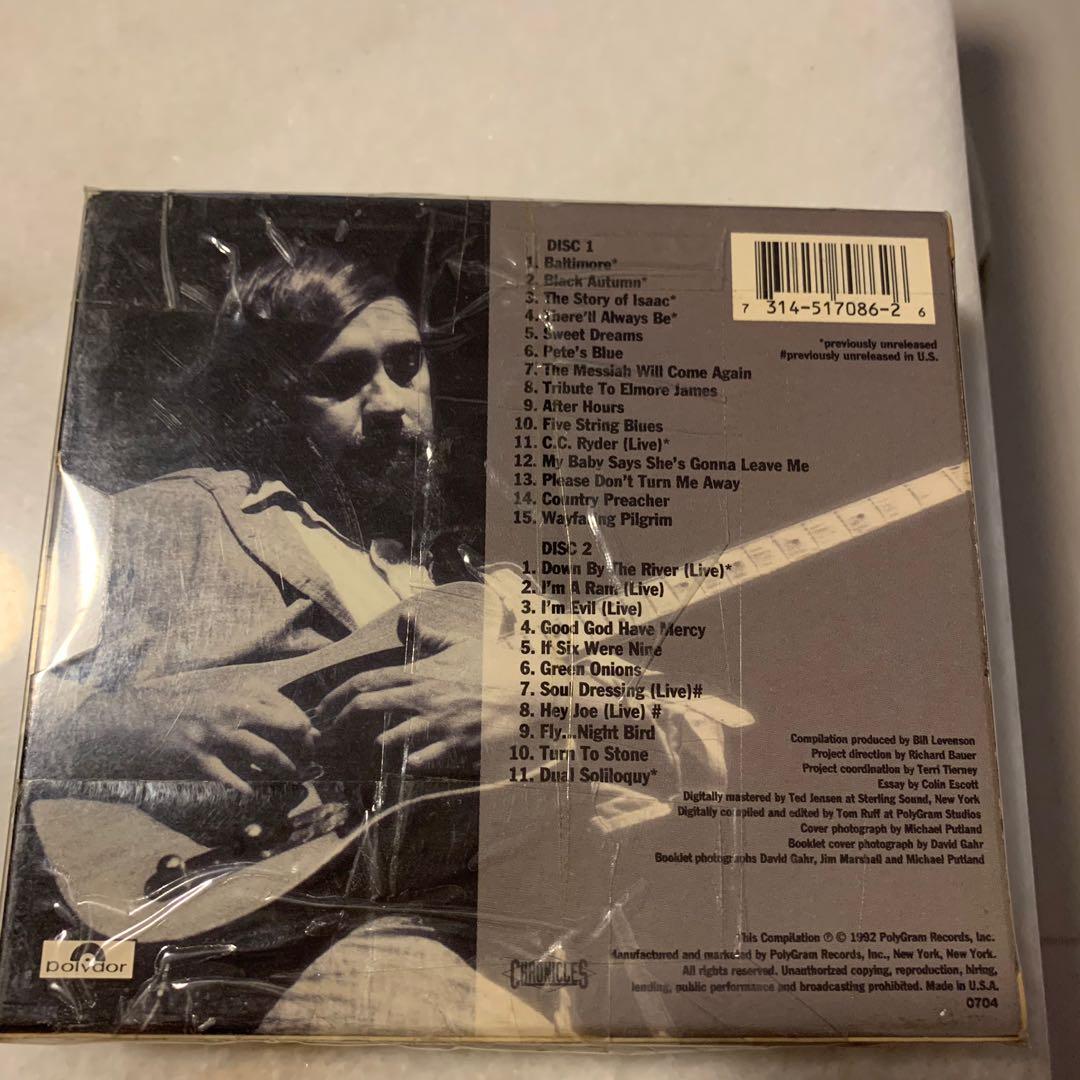 DISC 1
1. Baltimore*
2. Black Autumn*
3. The Story of Isaac*
4. There'll Always Be*
5. Sweet Dreams
6. Pete's Blue
7. The Messiah Will Come Again
8. Tribute To Elmore James
9. After Hours
10. Five String Blues
11. C.C. Ryder (Live)*
12. My Baby Says She's Gonna Leave Me
13. Please Don't Turn Me Away
14. Country Preacher
15. Wayfaring Pilgrim
DISC 2
1. Down By The River (Live)*
2. I'm A Ram (Live)
3. I'm Evil (Live)
4. Good God Have Mercy
5. If Six Were Nine
6. Green Onions
7. Soul Dressing (Live)#
8. Hey Joe (Live) #
9. Fly...Night Bird
10. Turn To Stone
11. Dual Soliloquy*
7 314-517086-2 6
*previously unreleased
#previously unreleased in U.S.
Compilation produced by Bill Levenson
Project direction by Richard Bauer
Project coordination by Terri Tierney
Essay by Colin Escott
Digitally mastered by Ted Jensen at Sterling Sound, New York
Digitally compiled and edited by Tom Ruff at PolyGram Studios
Cover photograph by Michael Putland
Booklet cover photograph by David Gahr
Booklet photographs David Gahr, Jim Marshall and Michael Putland
This Compilation ℗ © 1992 PolyGram Records, Inc.
Manufactured and marketed by PolyGram Records, Inc., New York, New York.
All rights reserved. Unauthorized copying, reproduction, hiring,
lending, public performance and broadcasting prohibited. Made in U.S.A.
0704
polydor
CHRONICLES